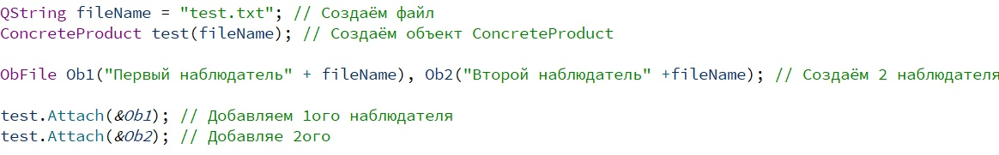 QString fileName = "test.txt"; // Создаём файл
ConcreteProduct test(fileName); // Создаём объект ConcreteProduct
ObFile Ob1("Первый наблюдатель" + fileName), Ob2("Второй наблюдатель" +fileName); // Создаём 2 наблюдателя
test.Attach(&Ob1); // Добавляем 1ого наблюдателя
test.Attach(&Ob2); // Добавляе 2ого